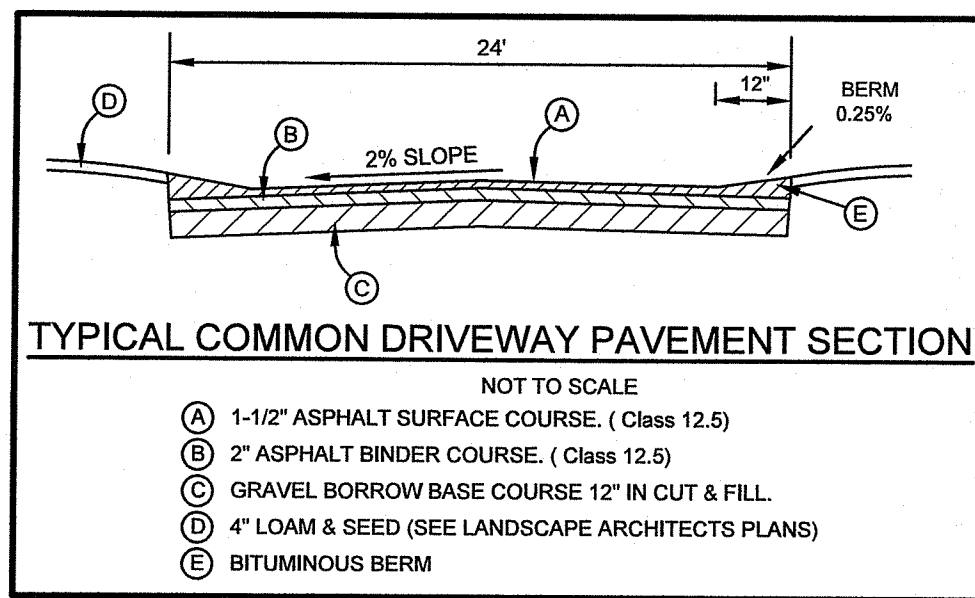 24'
12"
BERM
0.25%
D
B
A
2% SLOPE
E
C
TYPICAL COMMON DRIVEWAY PAVEMENT SECTION
NOT TO SCALE
A 1-1/2" ASPHALT SURFACE COURSE. ( Class 12.5)
B 2" ASPHALT BINDER COURSE. ( Class 12.5)
C GRAVEL BORROW BASE COURSE 12" IN CUT & FILL.
D 4" LOAM & SEED (SEE LANDSCAPE ARCHITECTS PLANS)
E BITUMINOUS BERM